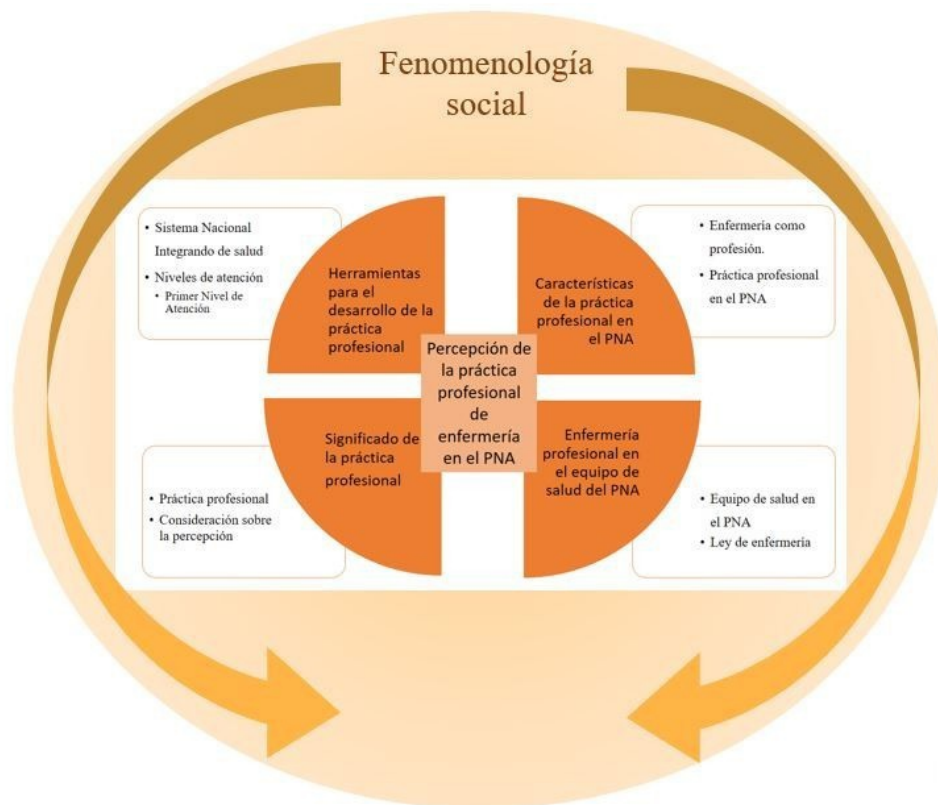 Fenomenología
social
• Sistema Nacional
Integrando de salud
• Niveles de atención
• Primer Nivel de
Atención
Herramientas
para el
desarrollo de la
práctica
profesional
Características
de la práctica
profesional en
el PNA
• Enfermería como
profesión.
• Práctica profesional
en el PNA
Percepción de
la práctica
profesional
de
enfermería
en el PNA
• Práctica profesional
• Consideración sobre
la percepción
Significado de
la práctica
profesional
Enfermería
profesional en
el equipo de
salud del PNA
• Equipo de salud en
el PNA
• Ley de enfermería